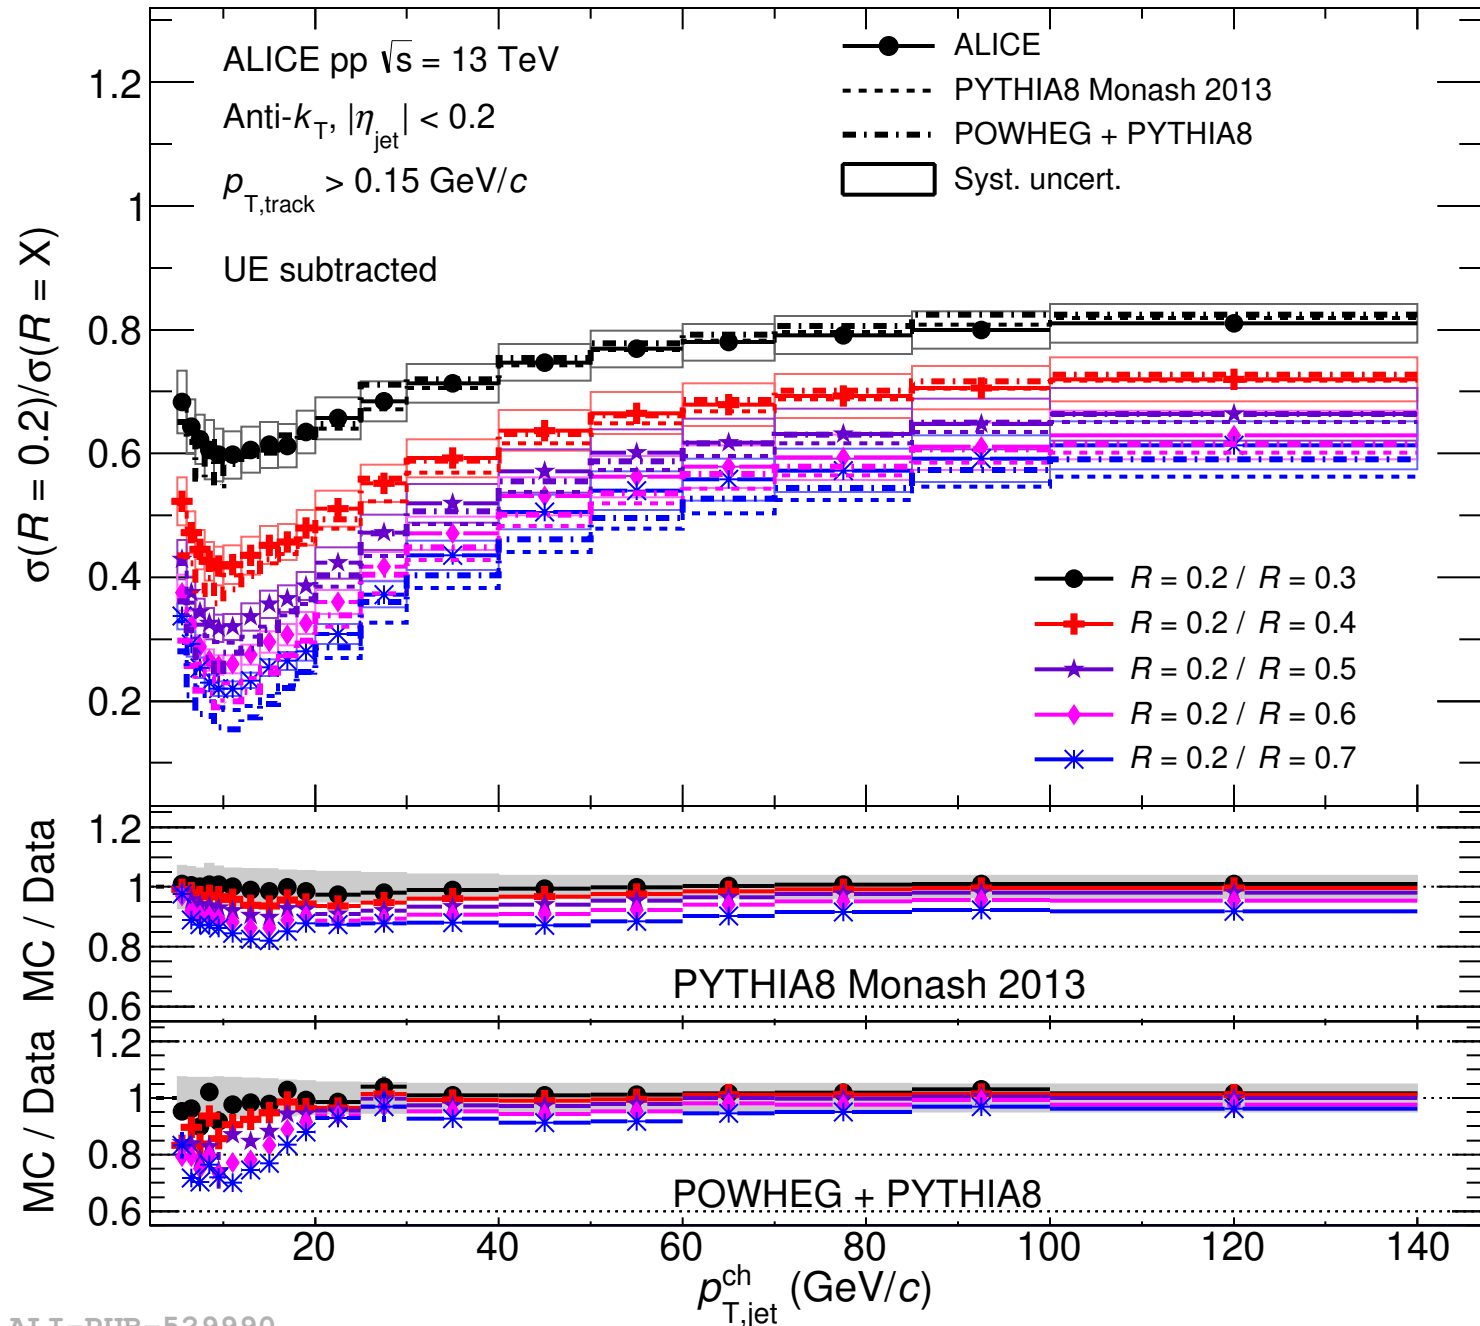 ALICE pp √s = 13 TeV
Anti-kT, |ηjet| < 0.2
pT,track > 0.15 GeV/c
UE subtracted
ALICE
PYTHIA8 Monash 2013
POWHEG + PYTHIA8
Syst. uncert.
σ(R = 0.2)/σ(R = X)
1.2
1
0.8
0.6
0.4
0.2
R = 0.2 / R = 0.3
R = 0.2 / R = 0.4
R = 0.2 / R = 0.5
R = 0.2 / R = 0.6
R = 0.2 / R = 0.7
MC / Data
1.2
1
0.8
0.6
PYTHIA8 Monash 2013
MC / Data
1.2
1
0.8
0.6
POWHEG + PYTHIA8
20 40 60 80 100 120 140
p ch T,jet (GeV/c)
ALI-PUB-529990